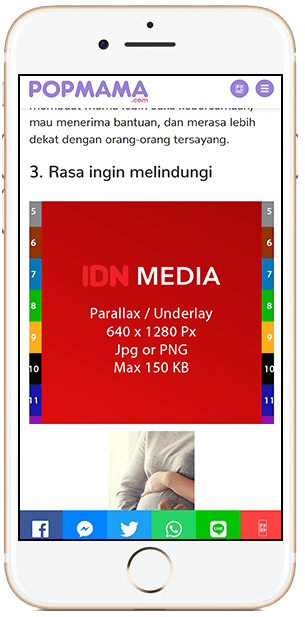 POPMAMA
.com
membuat Mama lebih suka kebersamaan,
mau menerima bantuan, dan merasa lebih
dekat dengan orang-orang tersayang.
3. Rasa ingin melindungi
5
6
7
8
9
10
11
IDN MEDIA
Parallax / Underlay
640 x 1280 Px
Jpg or PNG
Max 150 KB
5
6
7
8
9
10
11
LINE